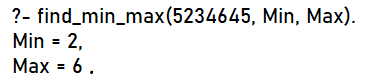 ?- find_min_max(5234645, Min, Max).
Min = 2,
Max = 6 .